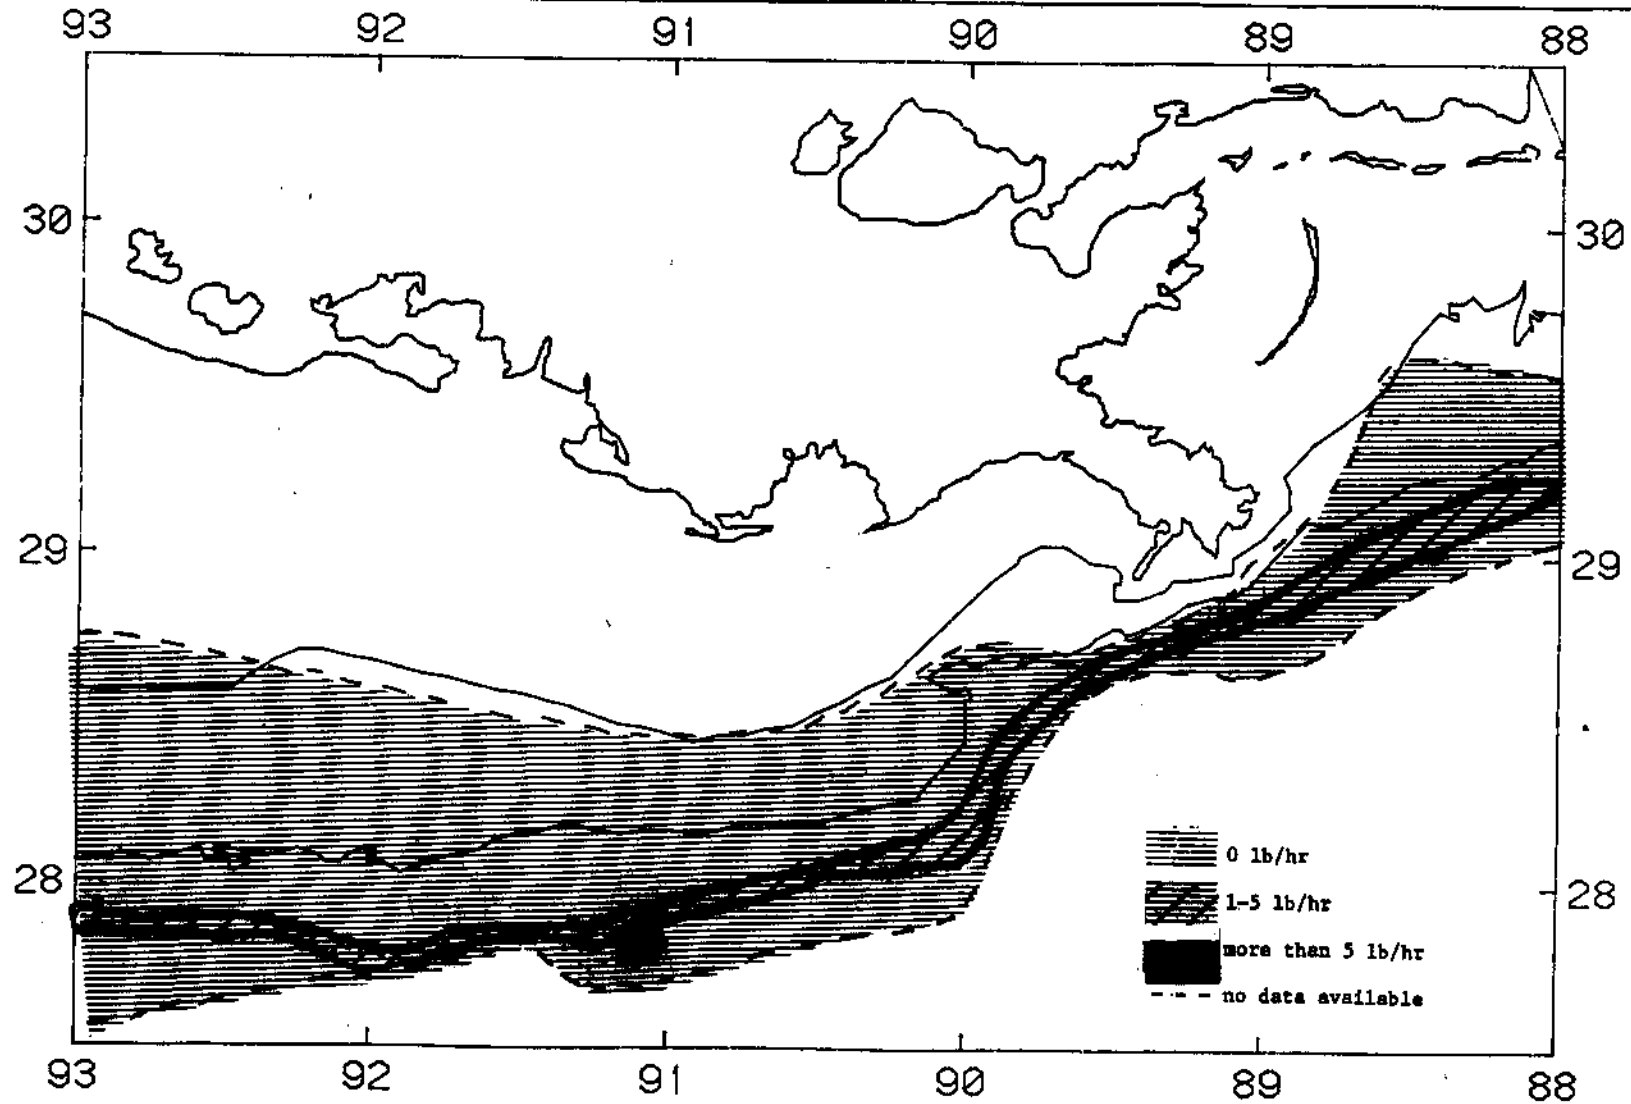 93 92 91 90 89 88
30 30
29 29
28 28
0 lb/hr
1-5 lb/hr
more than 5 lb/hr
no data available
93 92 91 90 89 88